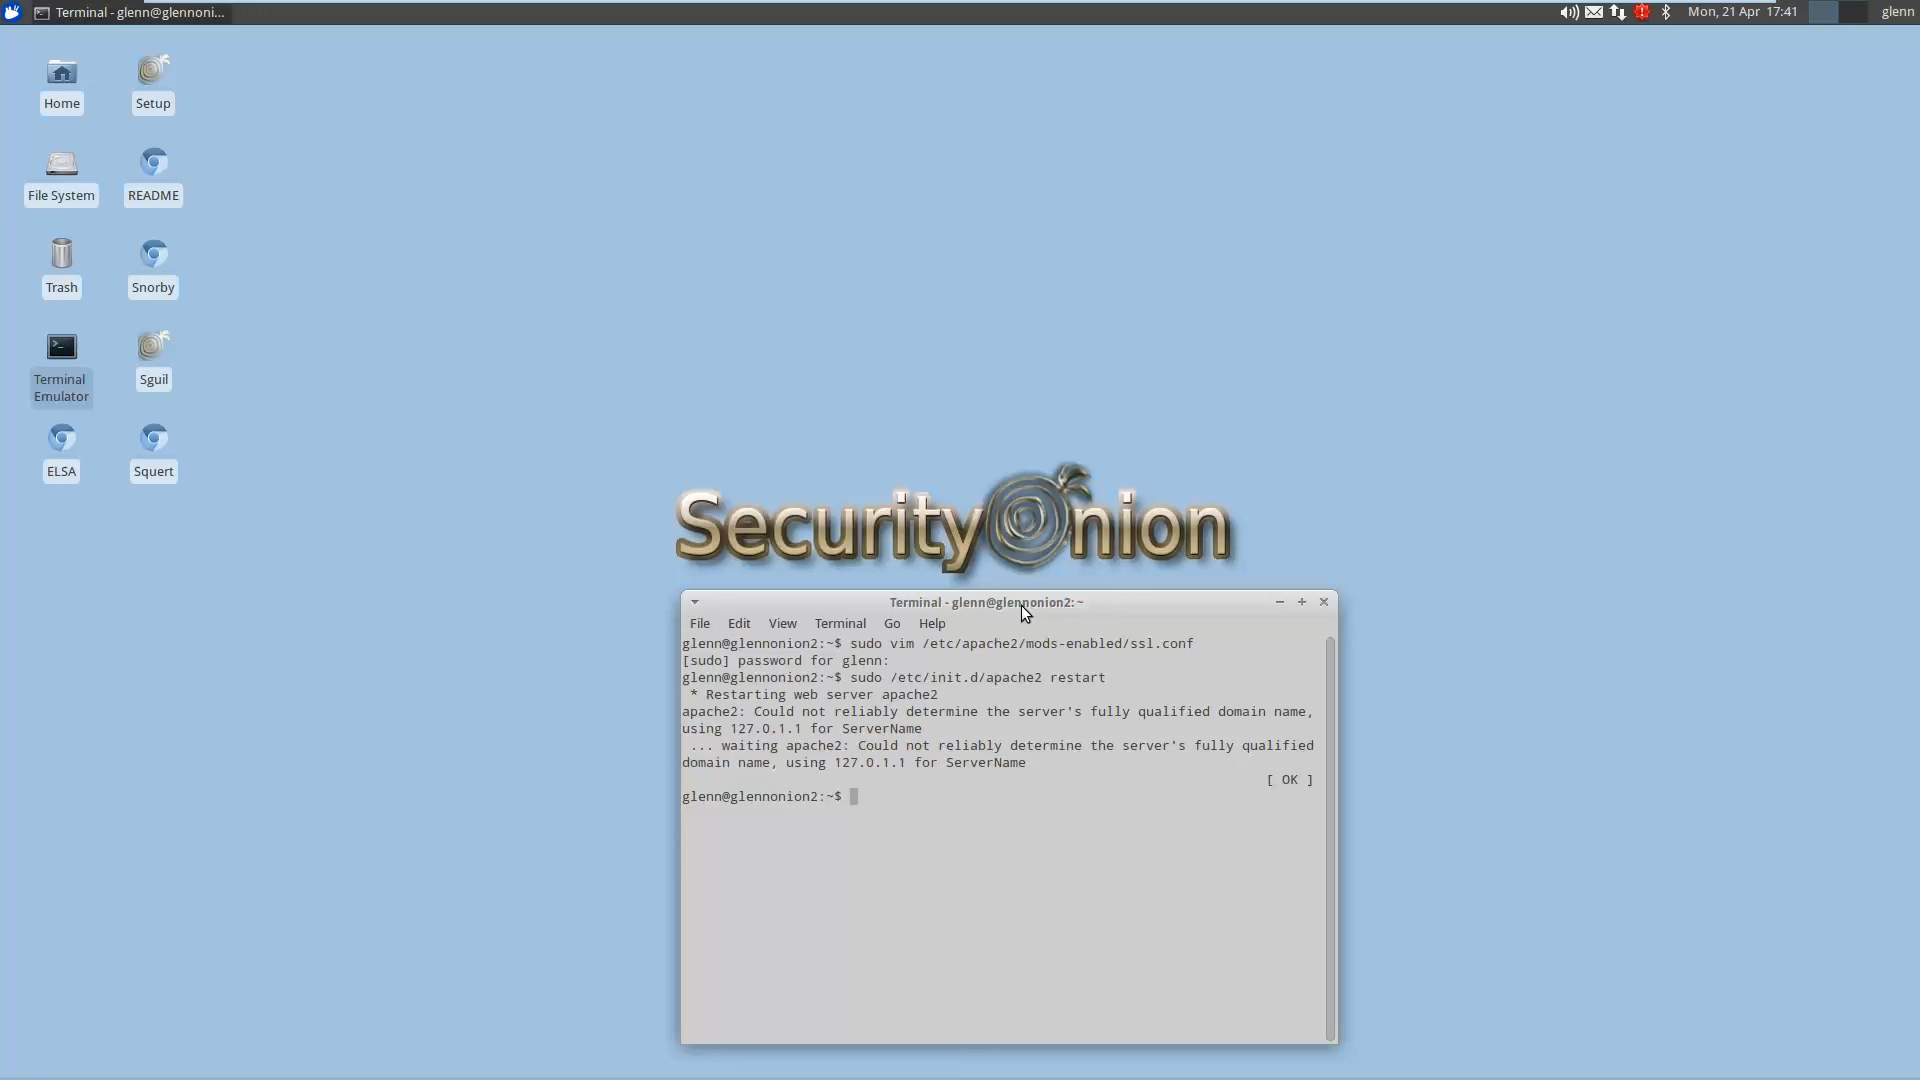 Terminal - glenn@glennoni...
Mon, 21 Apr 17:41
glenn
Home
Setup
File System
README
Trash
Snorby
Terminal
Emulator
Sguil
ELSA
Squert
SecurityOnion
Terminal - glenn@glennonion2: ~
File Edit View Terminal Go Help
glenn@glennonion2:~$ sudo vim /etc/apache2/mods-enabled/ssl.conf
[sudo] password for glenn:
glenn@glennonion2:~$ sudo /etc/init.d/apache2 restart
* Restarting web server apache2
apache2: Could not reliably determine the server's fully qualified domain name,
using 127.0.1.1 for ServerName
... waiting apache2: Could not reliably determine the server's fully qualified
domain name, using 127.0.1.1 for ServerName
[ OK ]
glenn@glennonion2:~$